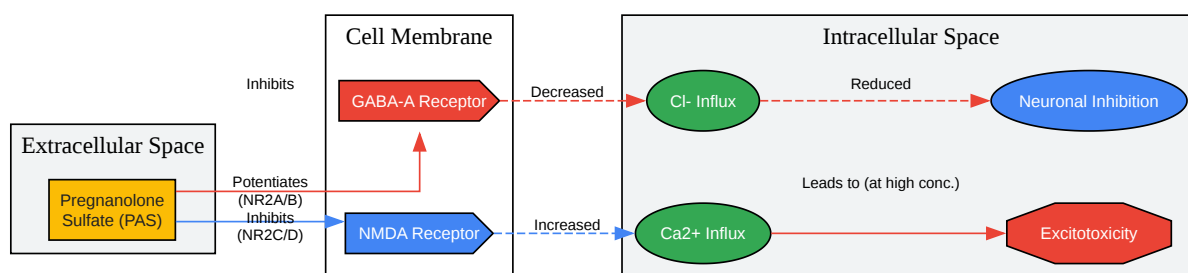 Cell Membrane
Intracellular Space
Inhibits
GABA-A Receptor
Decreased
Cl- Influx
Reduced
Neuronal Inhibition
Extracellular Space
Pregnanolone
Sulfate (PAS)
Potentiates
(NR2A/B)
Inhibits
(NR2C/D)
NMDA Receptor
Increased
Ca2+ Influx
Leads to (at high conc.)
Excitotoxicity